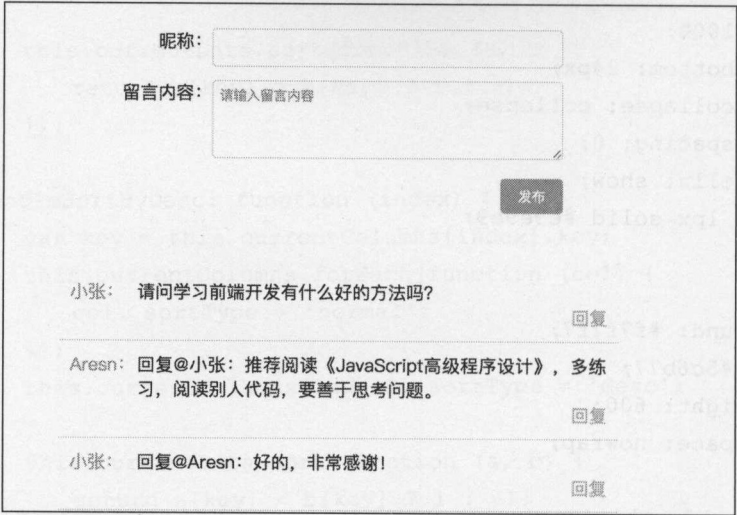 昵称：
留言内容： 请输入留言内容
发布
小张： 请问学习前端开发有什么好的方法吗？
回复
Aresn： 回复@小张：推荐阅读《JavaScript高级程序设计》，多练
习，阅读别人代码，要善于思考问题。
回复
小张： 回复@Aresn：好的，非常感谢！
回复